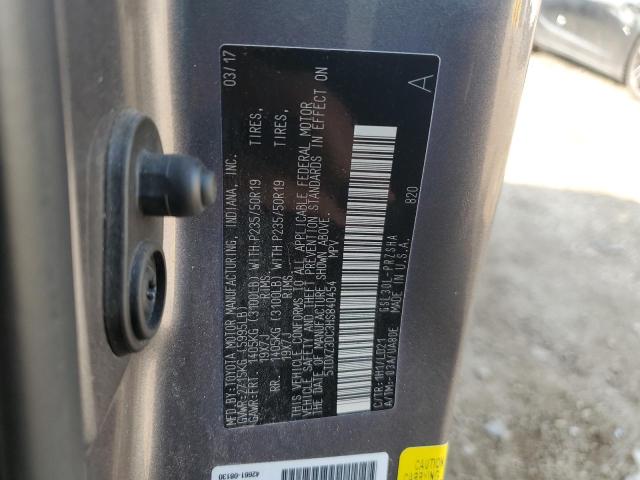 MFD.BY:TOYOTA MOTOR MANUFACTURING, INDIANA, INC. 03/17
GVWR:2715KG (5995LB)
GAWR:FRT. 1405KG (3100LB) WITH P235/50R19 TIRES,
19X7J RIMS,
RR. 1405KG (3100LB) WITH P235/50R19 TIRES,
19X7J RIMS,
THIS VEHICLE CONFORMS TO ALL APPLICABLE FEDERAL MOTOR
VEHICLE SAFETY AND THEFT PREVENTION STANDARDS IN EFFECT ON
THE DATE OF MANUFACTURE SHOWN ABOVE.
MPV
A
GSL30L-PRZSHA 820
MADE IN U.S.A.
42661-08130
CAUTION
CARRYING